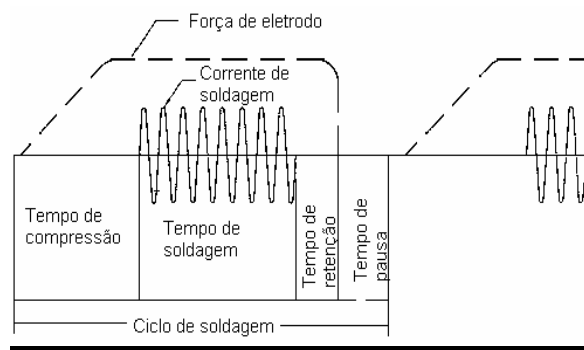 Força de eletrodo
Corrente de
soldagem
Tempo de
compressão
Tempo de
soldagem
Tempo de
retenção
Tempo de
pausa
Ciclo de soldagem